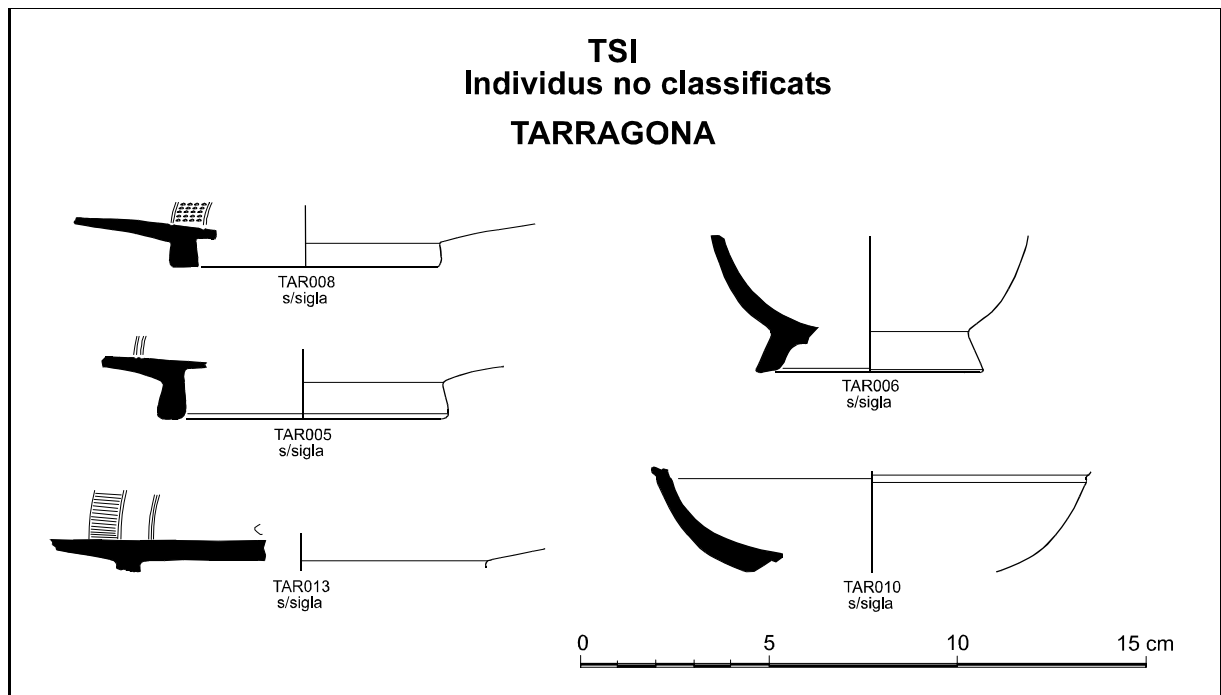 TSI
Individus no classificats
TARRAGONA
TAR008
s/sigla
TAR005
s/sigla
TAR013
s/sigla
TAR006
s/sigla
TAR010
s/sigla
0 5 10 15 cm